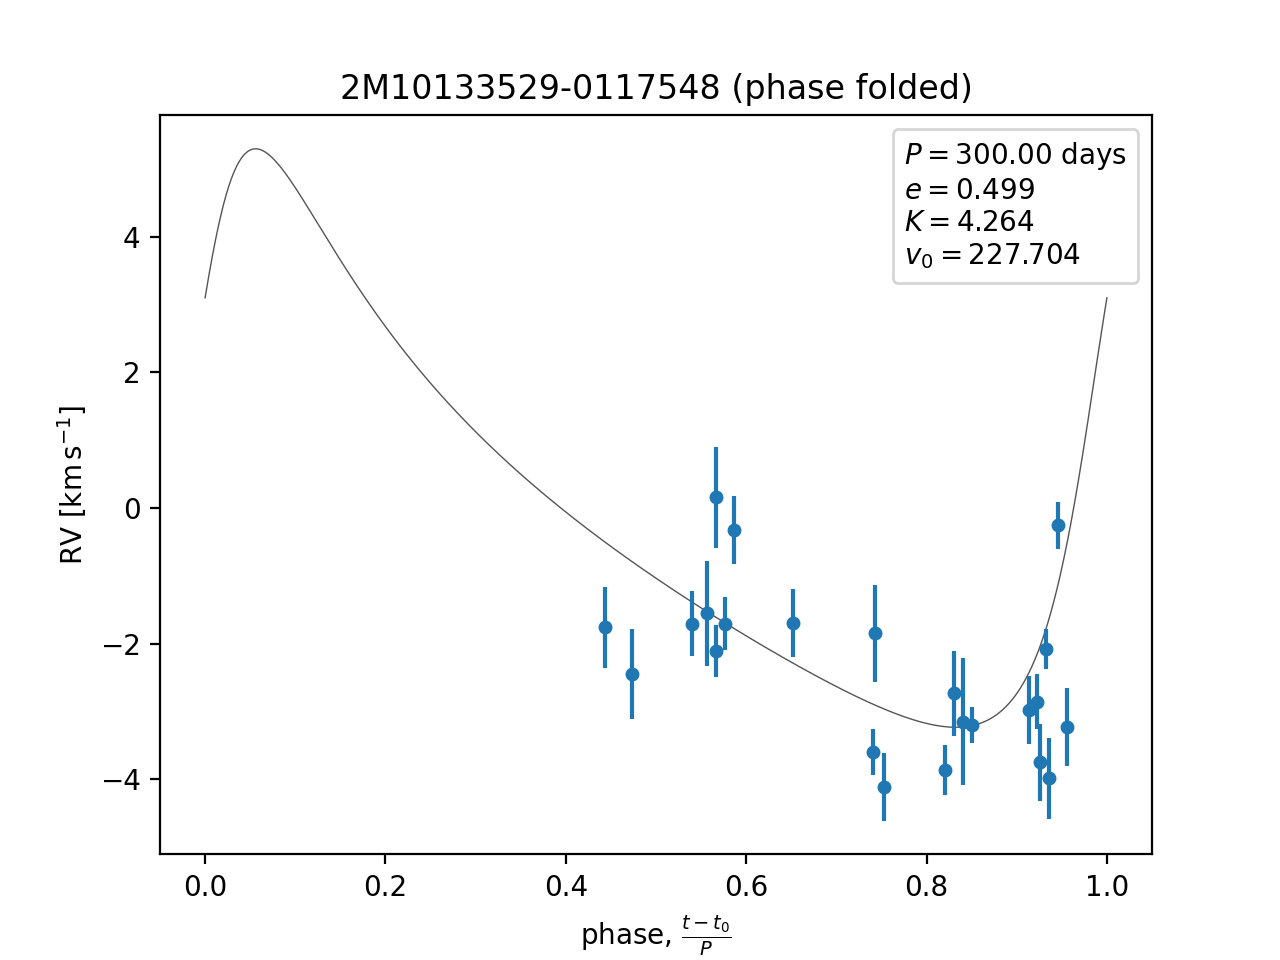 2M10133529-0117548 (phase folded)
P = 300.00 days
e = 0.499
K = 4.264
v₀ = 227.704
4
2
0
−2
−4
RV [km s⁻¹]
0.0 0.2 0.4 0.6 0.8 1.0
phase, (t − t₀)/P